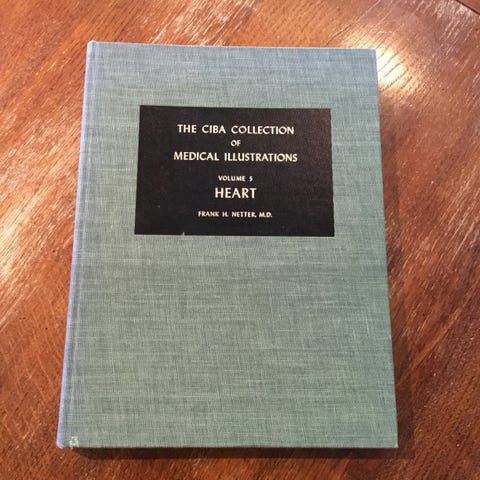 THE CIBA COLLECTION
OF
MEDICAL ILLUSTRATIONS
VOLUME 5
HEART
FRANK H. NETTER, M.D.